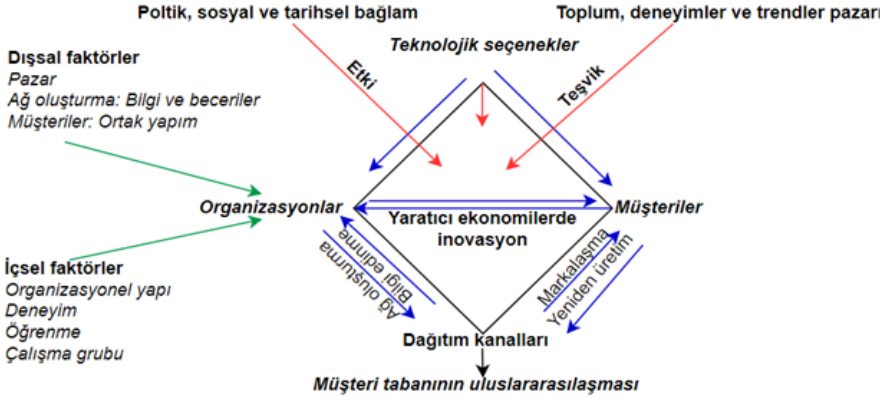 Poltik, sosyal ve tarihsel bağlam
Toplum, deneyimler ve trendler pazarı
Teknolojik seçenekler
Dışsal faktörler
Pazar
Ağ oluşturma: Bilgi ve beceriler
Müşteriler: Ortak yapım
Etki
Teşvik
Organizasyonlar
Müşteriler
Yaratıcı ekonomilerde
inovasyon
Ağ oluşturma
Bilgi edinme
Markalaşma
Yeniden üretim
İçsel faktörler
Organizasyonel yapı
Deneyim
Öğrenme
Çalışma grubu
Dağıtım kanalları
Müşteri tabanının uluslararasılaşması